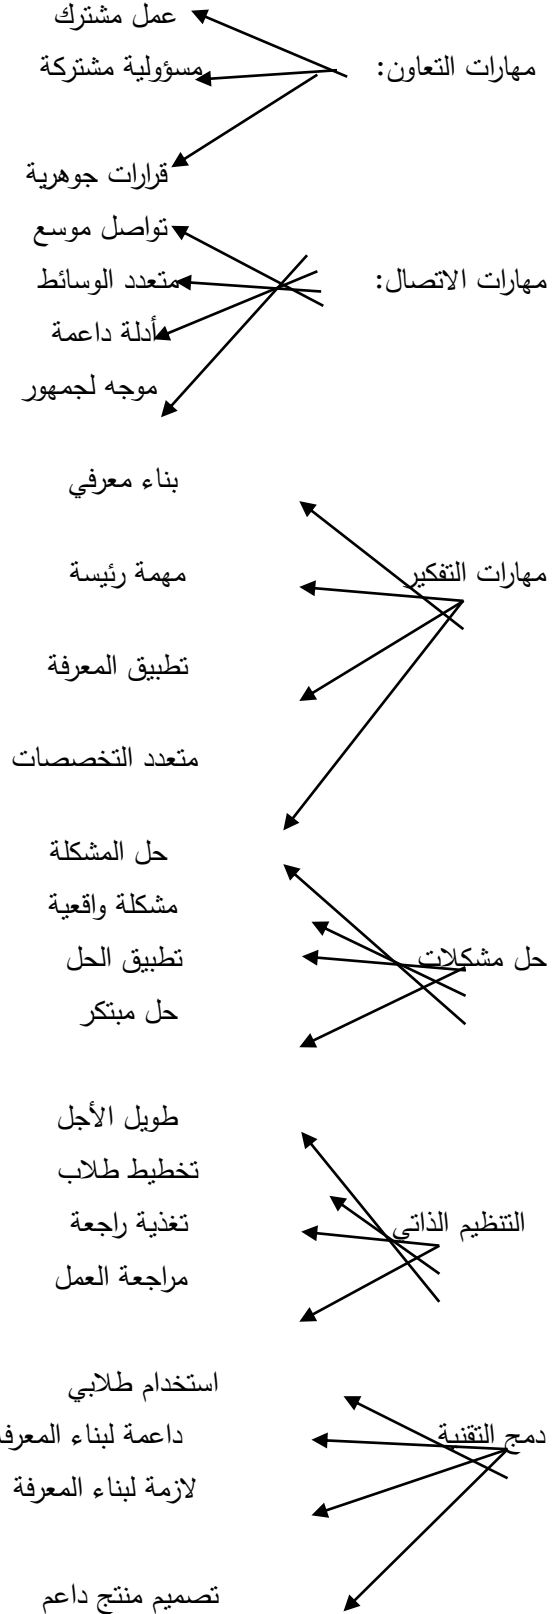 عمل مشترك
مهارات التعاون: مسؤولية مشتركة
قرارات جوهرية
تواصل موسع
مهارات الاتصال: متعدد الوسائط
أدلة داعمة
موجه لجمهور
بناء معرفي
مهارات التفكير مهمة رئيسة
تطبيق المعرفة
متعدد التخصصات
حل المشكلة
مشكلة واقعية
حل مشكلات تطبيق الحل
حل مبتكر
طويل الأجل
تخطيط طلاب
التنظيم الذاتي تغذية راجعة
مراجعة العمل
استخدام طلابي
دمج التقنية داعمة لبناء المعرفة
لازمة لبناء المعرفة
تصميم منتج داعم